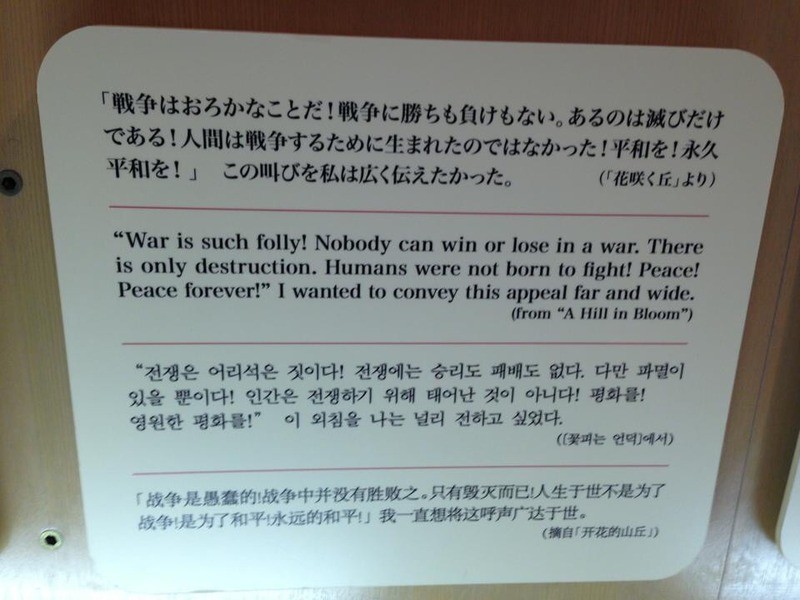 「戦争はおろかなことだ！戦争に勝ちも負けもない。あるのは滅びだけ
である！人間は戦争するために生まれたのではなかった！平和を！永久
平和を！」 この叫びを私は広く伝えたかった。 (「花咲く丘」より)
“War is such folly! Nobody can win or lose in a war. There
is only destruction. Humans were not born to fight! Peace!
Peace forever!” I wanted to convey this appeal far and wide.
(from “A Hill in Bloom”)
“전쟁은 어리석은 짓이다! 전쟁에는 승리도 패배도 없다. 다만 파멸이
있을 뿐이다! 인간은 전쟁하기 위해 태어난 것이 아니다! 평화를!
영원한 평화를!” 이 외침을 나는 널리 전하고 싶었다.
([꽃피는 언덕]에서)
「战争是愚蠢的!战争中并没有胜败之。只有毁灭而已!人生于世不是为了
战争!是为了和平!永远的和平!」我一直想将这呼声广达于世。
(摘自「开花的山丘」)